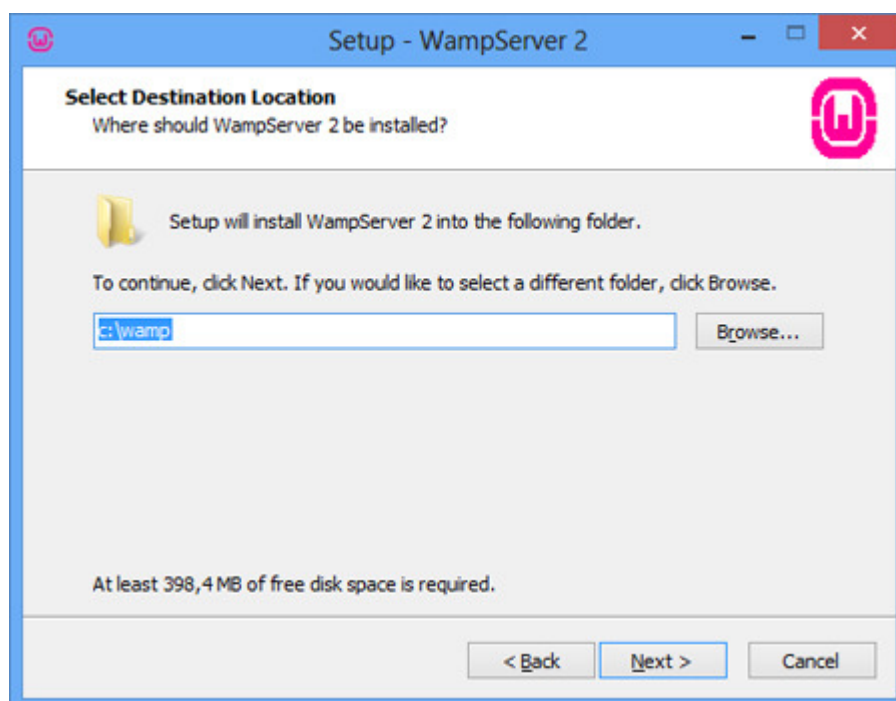 Setup - WampServer 2
Select Destination Location
Where should WampServer 2 be installed?
Setup will install WampServer 2 into the following folder.
To continue, click Next. If you would like to select a different folder, click Browse.
c:\wamp
Browse...
At least 398,4 MB of free disk space is required.
< Back
Next >
Cancel